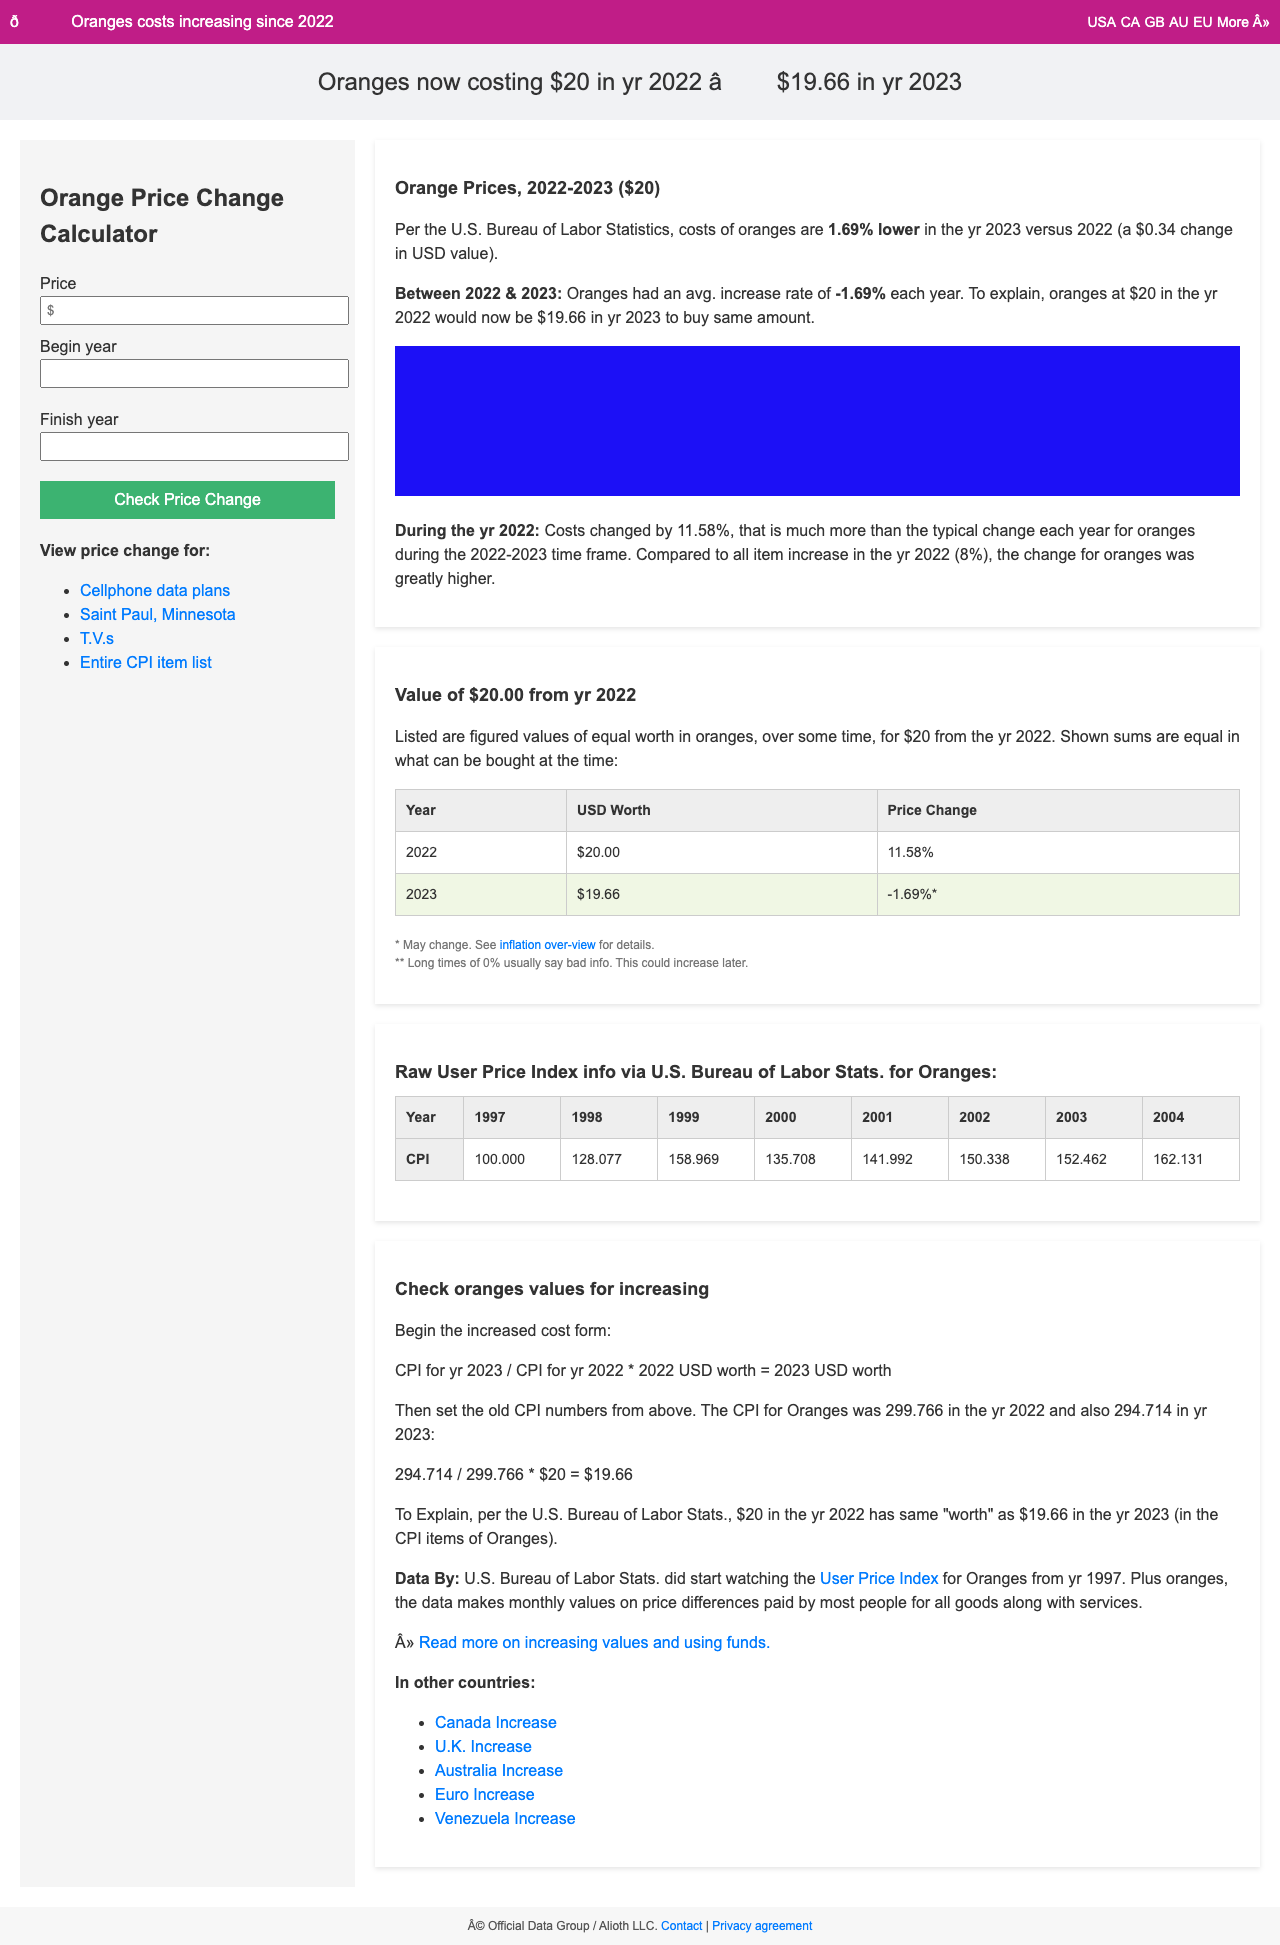 ð Oranges costs increasing since 2022
USA CA GB AU EU More Â»
Oranges now costing $20 in yr 2022 â $19.66 in yr 2023
Orange Price Change
Calculator
Price
$
Begin year
Finish year
Check Price Change
View price change for:
• Cellphone data plans
• Saint Paul, Minnesota
• T.V.s
• Entire CPI item list
Orange Prices, 2022-2023 ($20)
Per the U.S. Bureau of Labor Statistics, costs of oranges are 1.69% lower in the yr 2023 versus 2022 (a $0.34 change
in USD value).
Between 2022 & 2023: Oranges had an avg. increase rate of -1.69% each year. To explain, oranges at $20 in the yr
2022 would now be $19.66 in yr 2023 to buy same amount.
During the yr 2022: Costs changed by 11.58%, that is much more than the typical change each year for oranges
during the 2022-2023 time frame. Compared to all item increase in the yr 2022 (8%), the change for oranges was
greatly higher.
Value of $20.00 from yr 2022
Listed are figured values of equal worth in oranges, over some time, for $20 from the yr 2022. Shown sums are equal in
what can be bought at the time:
Year USD Worth Price Change
2022 $20.00 11.58%
2023 $19.66 -1.69%*
* May change. See inflation over-view for details.
** Long times of 0% usually say bad info. This could increase later.
Raw User Price Index info via U.S. Bureau of Labor Stats. for Oranges:
Year 1997 1998 1999 2000 2001 2002 2003 2004
CPI 100.000 128.077 158.969 135.708 141.992 150.338 152.462 162.131
Check oranges values for increasing
Begin the increased cost form:
CPI for yr 2023 / CPI for yr 2022 * 2022 USD worth = 2023 USD worth
Then set the old CPI numbers from above. The CPI for Oranges was 299.766 in the yr 2022 and also 294.714 in yr
2023:
294.714 / 299.766 * $20 = $19.66
To Explain, per the U.S. Bureau of Labor Stats., $20 in the yr 2022 has same "worth" as $19.66 in the yr 2023 (in the
CPI items of Oranges).
Data By: U.S. Bureau of Labor Stats. did start watching the User Price Index for Oranges from yr 1997. Plus oranges,
the data makes monthly values on price differences paid by most people for all goods along with services.
Â» Read more on increasing values and using funds.
In other countries:
• Canada Increase
• U.K. Increase
• Australia Increase
• Euro Increase
• Venezuela Increase
Â© Official Data Group / Alioth LLC. Contact | Privacy agreement